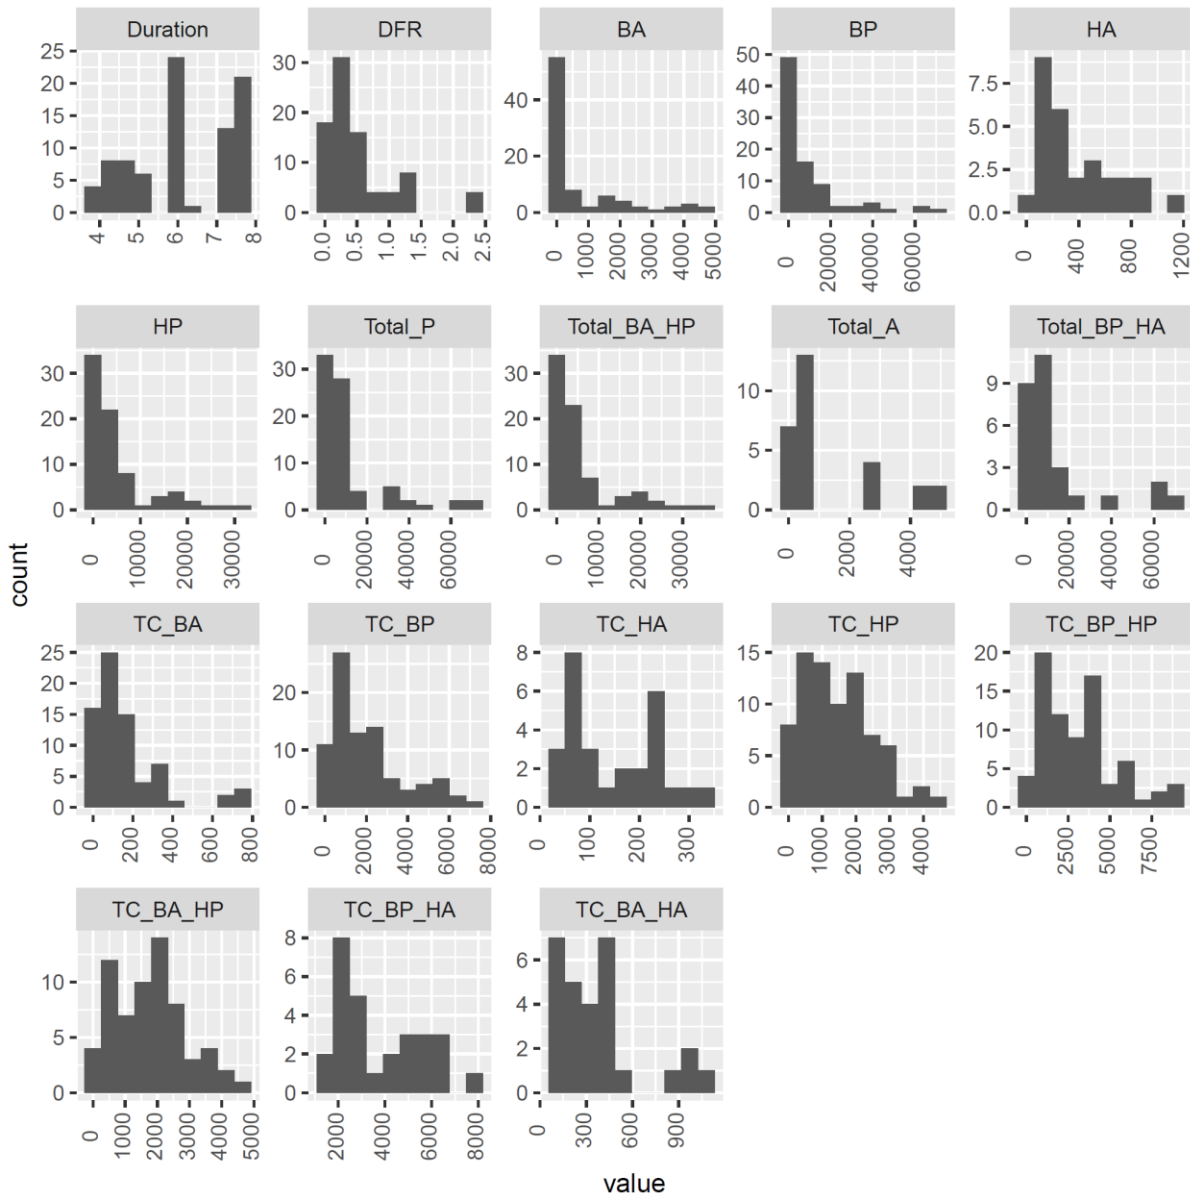 Duration DFR BA BP HA
25 20 15 10 5 0
30 20 10 0
40 20 0
50 40 30 20 10 0
7.5 5.0 2.5 0.0
4 5 6 7 8
0.0 0.5 1.0 1.5 2.0 2.5
0 1000 2000 3000 4000 5000
0 20000 40000 60000
0 400 800 1200
HP Total_P Total_BA_HP Total_A Total_BP_HA
30 20 10 0
30 20 10 0
30 20 10 0
10 5 0
9 6 3 0
0 10000 20000 30000
0 20000 40000 60000
0 10000 20000 30000
0 2000 4000
0 20000 40000 60000
count
TC_BA TC_BP TC_HA TC_HP TC_BP_HP
25 20 15 10 5 0
20 10 0
8 6 4 2 0
15 10 5 0
20 15 10 5 0
0 200 400 600 800
0 2000 4000 6000 8000
0 100 200 300
0 1000 2000 3000 4000
0 2500 5000 7500
TC_BA_HP TC_BP_HA TC_BA_HA
10 5 0
8 6 4 2 0
6 4 2 0
0 1000 2000 3000 4000 5000
2000 4000 6000 8000
0 300 600 900
value